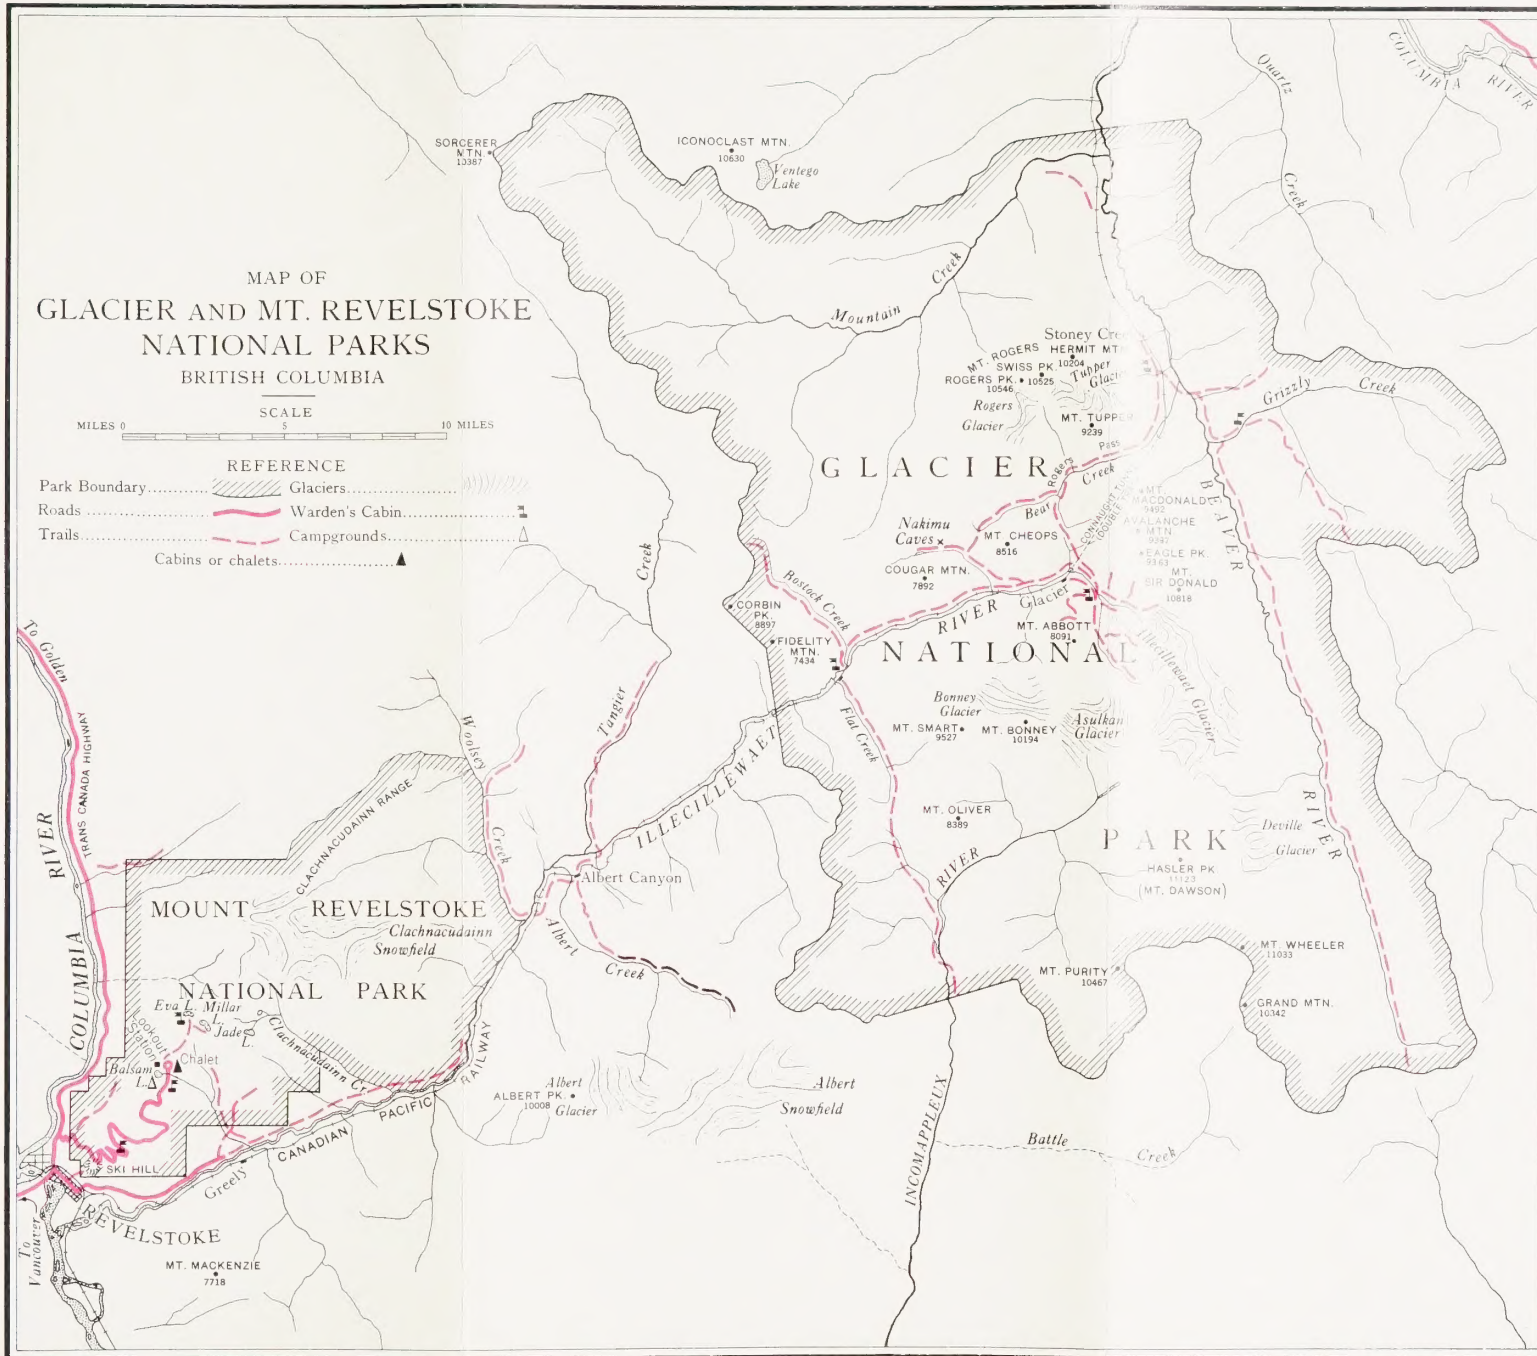 MAP OF
GLACIER AND MT. REVELSTOKE
NATIONAL PARKS
BRITISH COLUMBIA
SCALE
MILES 0 5 10 MILES
REFERENCE
Park Boundary
Glaciers
Roads
Warden's Cabin
Trails
Campgrounds
Cabins or chalets
SORCERER
MTN.
10387
ICONOCLAST MTN.
10630
Ventego
Lake
Quartz
Creek
COLUMBIA RIVER
Mountain Creek
Stoney
MT. ROGERS
HERMIT
10204
SWISS PK.
10525
ROGERS PK.
10546
Tupper
Rogers
Glacier
MT. TUPPER
9239
Grizzly Creek
GLACIER
Rogers Pass
Bear Creek
CONNAUGHT
MT.
MACDONALD
9492
AVALANCHE
MTN.
EAGLE PK.
9363
MT.
SIR DONALD
10818
BEAVER
RIVER
Nakimu
Caves
MT. CHEOPS
8516
COUGAR MTN.
7892
Rostock Creek
CORBIN
PK.
8897
FIDELITY
MTN.
7434
RIVER
Glacier
MT. ABBOTT
8091
NATIONAL
Illecillewaet Glacier
Bonney
Glacier
MT. SMART
9527
MT. BONNEY
10194
Asulkan
Glacier
Flat Creek
MT. OLIVER
8389
RIVER
PARK
Deville
Glacier
HASLER PK
11123
(MT. DAWSON)
MT. WHEELER
11033
MT. PURITY
10467
GRAND MTN.
10342
Creek
Tangier
ILLECILLEWAET
Woolsey
Creek
Albert Canyon
Albert
Creek
To Golden
TRANS CANADA HIGHWAY
RIVER
COLUMBIA
CLACHNACUDAINN RANGE
MOUNT REVELSTOKE
Clachnacudainn
Snowfield
NATIONAL PARK
Eva L.
Millar
L.
Jade
L.
Lookout
Station
Chalet
Balsam
L.
Clachnacudainn Cr.
CANADIAN PACIFIC RAILWAY
ALBERT PK.
10008
Albert
Glacier
Albert
Snowfield
Battle Creek
INCOMAPPLEUX
SKI HILL
Greely
REVELSTOKE
To
Vancouver
MT. MACKENZIE
7718